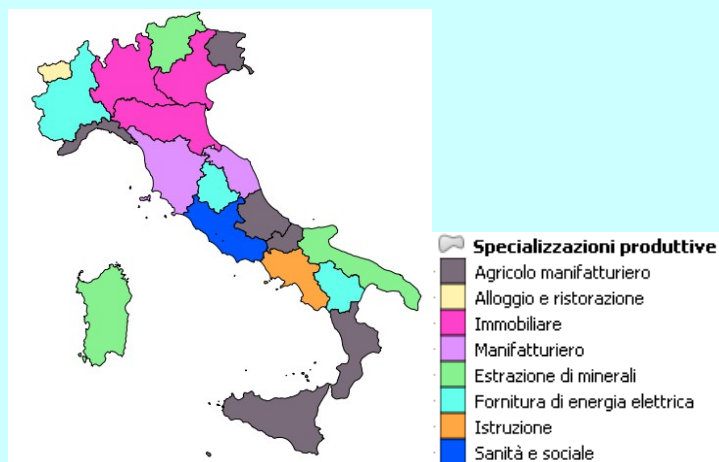 Specializzazioni produttive
Agricolo manifatturiero
Alloggio e ristorazione
Immobiliare
Manifatturiero
Estrazione di minerali
Fornitura di energia elettrica
Istruzione
Sanità e sociale